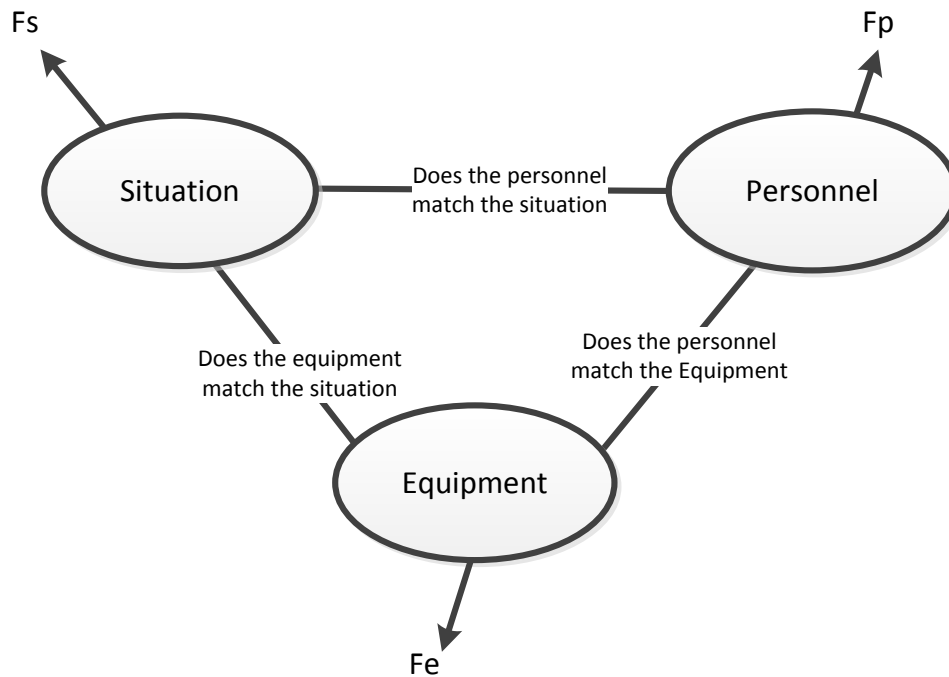 Fs
Fp
Situation
Does the personnel
match the situation
Personnel
Does the equipment
match the situation
Does the personnel
match the Equipment
Equipment
Fe